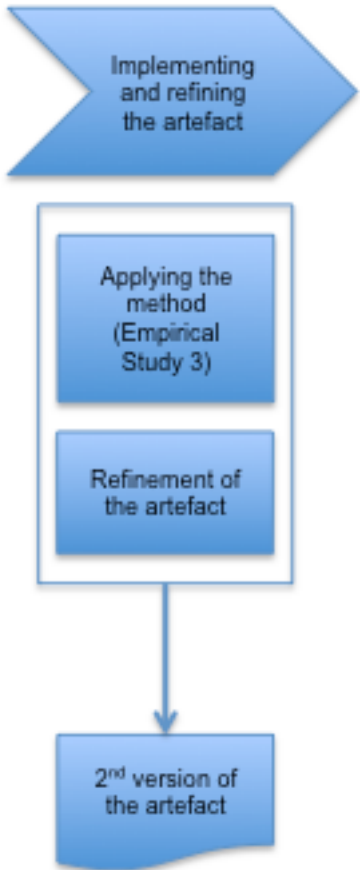 Implementing
and refining
the artefact
Applying the
method
(Empirical
Study 3)
Refinement of
the artefact
2nd version of
the artefact